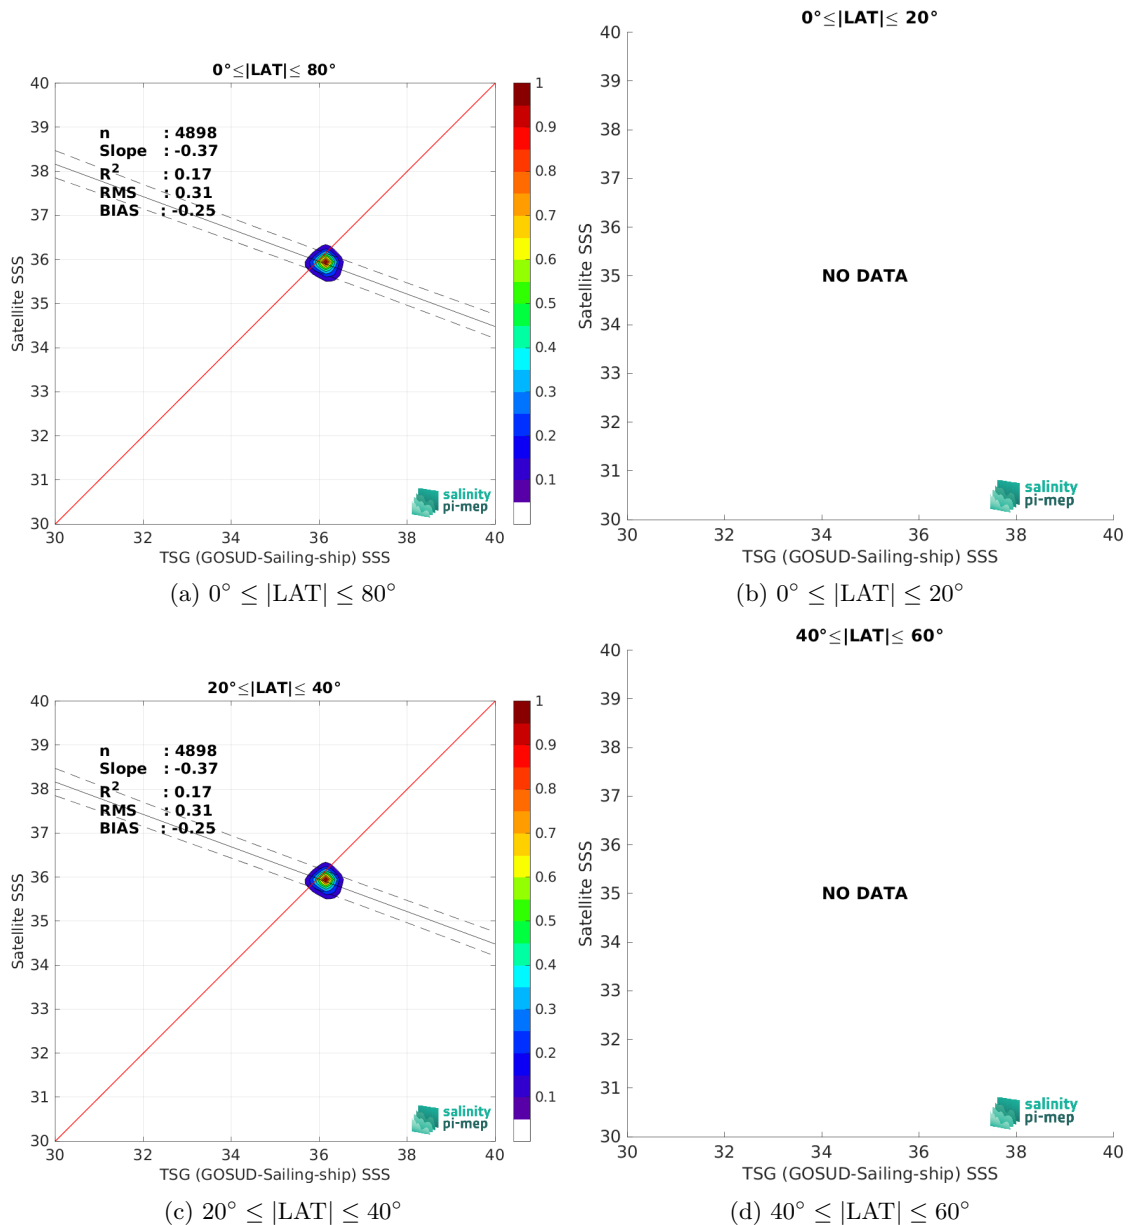 0°≤|LAT|≤ 80°
40
39
38
37
36
35
34
33
32
31
30
Satellite SSS
n : 4898
Slope : -0.37
R2 : 0.17
RMS : 0.31
BIAS : -0.25
salinity
pi-mep
30 32 34 36 38 40
TSG (GOSUD-Sailing-ship) SSS
1
0.9
0.8
0.7
0.6
0.5
0.4
0.3
0.2
0.1
(a) 0° ≤ |LAT| ≤ 80°
0°≤|LAT|≤ 20°
40
39
38
37
36
35
34
33
32
31
30
Satellite SSS
NO DATA
salinity
pi-mep
30 32 34 36 38 40
TSG (GOSUD-Sailing-ship) SSS
(b) 0° ≤ |LAT| ≤ 20°
20°≤|LAT|≤ 40°
40
39
38
37
36
35
34
33
32
31
30
Satellite SSS
n : 4898
Slope : -0.37
R2 : 0.17
RMS : 0.31
BIAS : -0.25
salinity
pi-mep
30 32 34 36 38 40
TSG (GOSUD-Sailing-ship) SSS
1
0.9
0.8
0.7
0.6
0.5
0.4
0.3
0.2
0.1
(c) 20° ≤ |LAT| ≤ 40°
40°≤|LAT|≤ 60°
40
39
38
37
36
35
34
33
32
31
30
Satellite SSS
NO DATA
salinity
pi-mep
30 32 34 36 38 40
TSG (GOSUD-Sailing-ship) SSS
(d) 40° ≤ |LAT| ≤ 60°